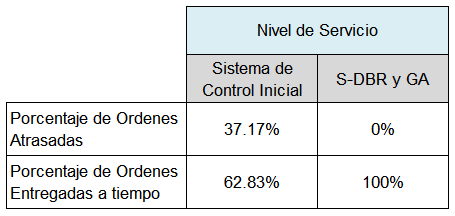 Nivel de Servicio
Sistema de
Control Inicial
S-DBR y GA
Porcentaje de Ordenes
Atrasadas
37.17%
0%
Porcentaje de Ordenes
Entregadas a tiempo
62.83%
100%